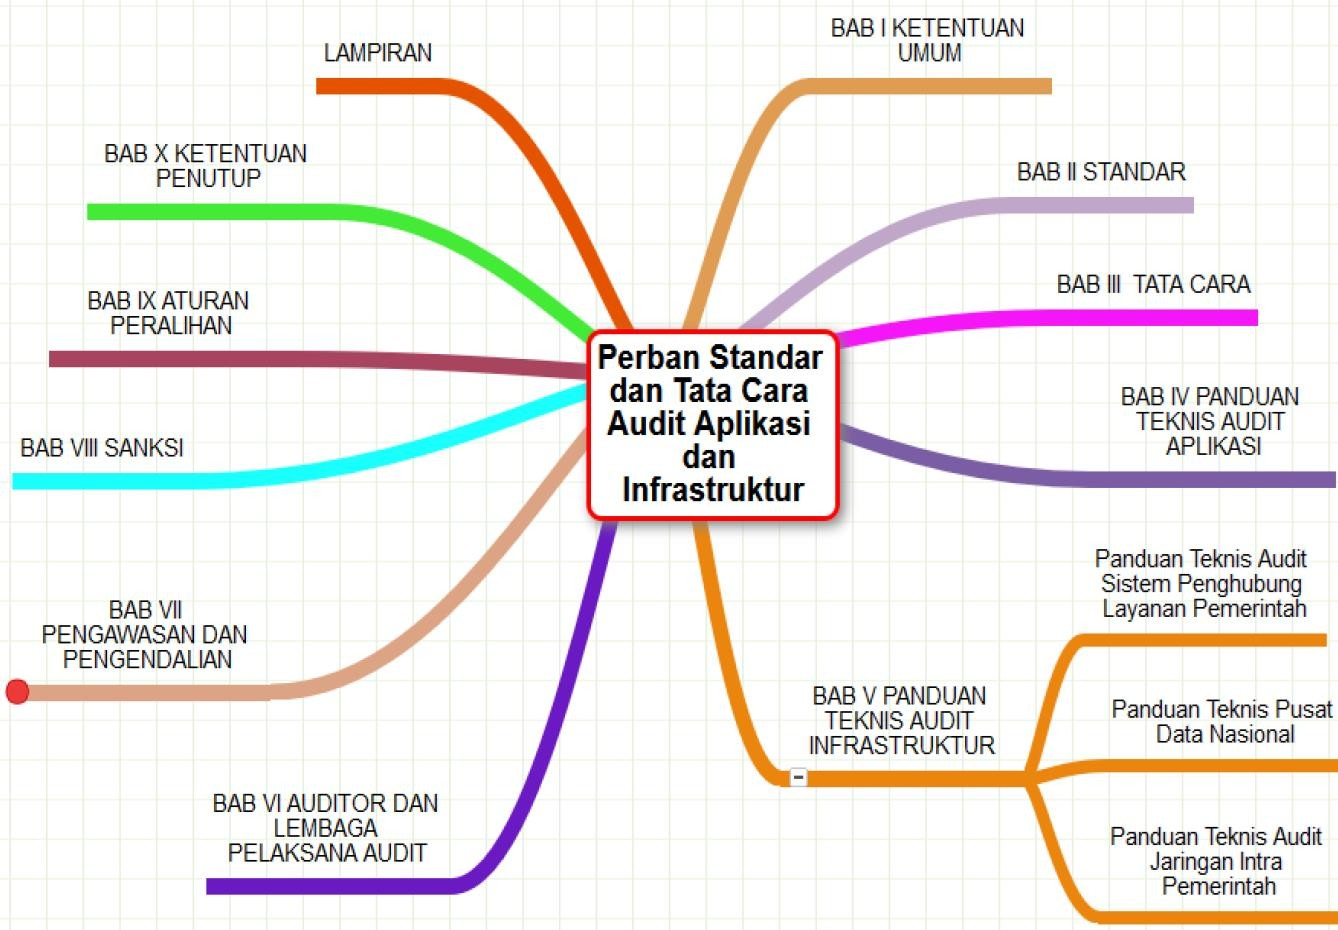 Perban Standar
dan Tata Cara
Audit Aplikasi
dan
Infrastruktur
BAB I KETENTUAN
UMUM
BAB II STANDAR
BAB III  TATA CARA
BAB IV PANDUAN
TEKNIS AUDIT
APLIKASI
BAB V PANDUAN
TEKNIS AUDIT
INFRASTRUKTUR
Panduan Teknis Audit
Sistem Penghubung
Layanan Pemerintah
Panduan Teknis Pusat
Data Nasional
Panduan Teknis Audit
Jaringan Intra
Pemerintah
BAB VI AUDITOR DAN
LEMBAGA
PELAKSANA AUDIT
BAB VII
PENGAWASAN DAN
PENGENDALIAN
BAB VIII SANKSI
BAB IX ATURAN
PERALIHAN
BAB X KETENTUAN
PENUTUP
LAMPIRAN